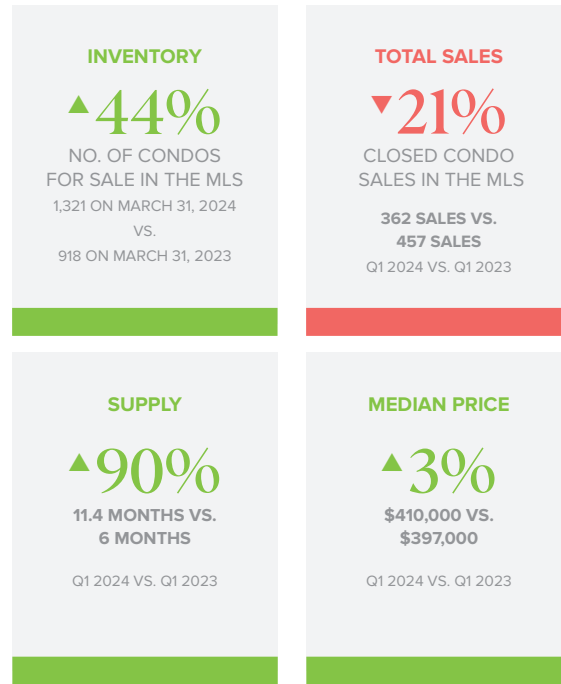 INVENTORY
▲44%
NO. OF CONDOS
FOR SALE IN THE MLS
1,321 ON MARCH 31, 2024
VS.
918 ON MARCH 31, 2023
TOTAL SALES
▼21%
CLOSED CONDO
SALES IN THE MLS
362 SALES VS.
457 SALES
Q1 2024 VS. Q1 2023
SUPPLY
▲90%
11.4 MONTHS VS.
6 MONTHS
Q1 2024 VS. Q1 2023
MEDIAN PRICE
▲3%
$410,000 VS.
$397,000
Q1 2024 VS. Q1 2023